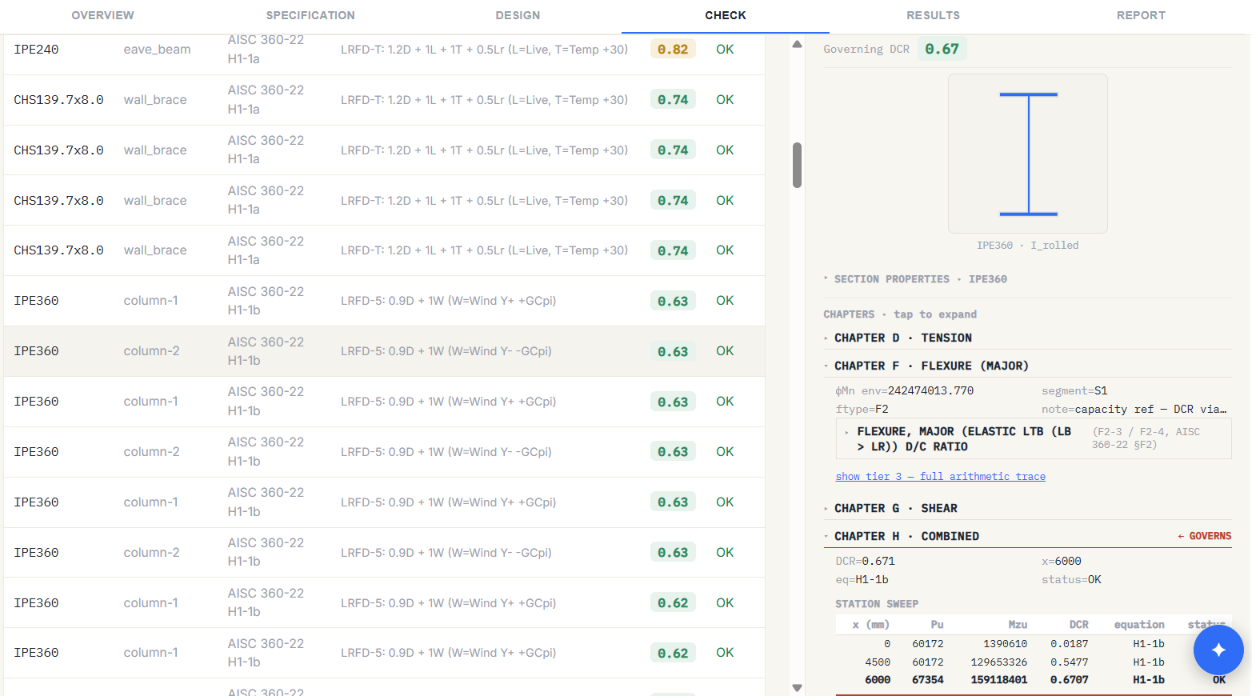 OVERVIEW SPECIFICATION DESIGN CHECK RESULTS REPORT
IPE240 eave_beam AISC 360-22 H1-1a LRFD-T: 1.2D + 1L + 1T + 0.5Lr (L=Live, T=Temp +30) 0.82 OK
CHS139.7x8.0 wall_brace AISC 360-22 H1-1a LRFD-T: 1.2D + 1L + 1T + 0.5Lr (L=Live, T=Temp +30) 0.74 OK
CHS139.7x8.0 wall_brace AISC 360-22 H1-1a LRFD-T: 1.2D + 1L + 1T + 0.5Lr (L=Live, T=Temp +30) 0.74 OK
CHS139.7x8.0 wall_brace AISC 360-22 H1-1a LRFD-T: 1.2D + 1L + 1T + 0.5Lr (L=Live, T=Temp +30) 0.74 OK
CHS139.7x8.0 wall_brace AISC 360-22 H1-1a LRFD-T: 1.2D + 1L + 1T + 0.5Lr (L=Live, T=Temp +30) 0.74 OK
IPE360 column-1 AISC 360-22 H1-1b LRFD-5: 0.9D + 1W (W=Wind Y+ +GCpi) 0.63 OK
IPE360 column-2 AISC 360-22 H1-1b LRFD-5: 0.9D + 1W (W=Wind Y- -GCpi) 0.63 OK
IPE360 column-1 AISC 360-22 H1-1b LRFD-5: 0.9D + 1W (W=Wind Y+ +GCpi) 0.63 OK
IPE360 column-2 AISC 360-22 H1-1b LRFD-5: 0.9D + 1W (W=Wind Y- -GCpi) 0.63 OK
IPE360 column-1 AISC 360-22 H1-1b LRFD-5: 0.9D + 1W (W=Wind Y+ +GCpi) 0.63 OK
IPE360 column-2 AISC 360-22 H1-1b LRFD-5: 0.9D + 1W (W=Wind Y- -GCpi) 0.63 OK
IPE360 column-1 AISC 360-22 H1-1b LRFD-5: 0.9D + 1W (W=Wind Y+ +GCpi) 0.62 OK
IPE360 column-1 AISC 360-22 H1-1b LRFD-5: 0.9D + 1W (W=Wind Y+ +GCpi) 0.62 OK
AISC 360-22
Governing DCR 0.67
IPE360 · I_rolled
SECTION PROPERTIES · IPE360
CHAPTERS · tap to expand
CHAPTER D · TENSION
CHAPTER F · FLEXURE (MAJOR)
ϕMn env=242474013.770 segment=S1
ftype=F2 note=capacity ref — DCR via…
FLEXURE, MAJOR (ELASTIC LTB (LB > LR)) D/C RATIO (F2-3 / F2-4, AISC 360-22 §F2)
show tier 3 — full arithmetic trace
CHAPTER G · SHEAR
CHAPTER H · COMBINED ← GOVERNS
DCR=0.671 x=6000
eq=H1-1b status=OK
STATION SWEEP
x (mm) Pu Mzu DCR equation status
0 60172 1390610 0.0187 H1-1b
4500 60172 129653326 0.5477 H1-1b
6000 67354 159118401 0.6707 H1-1b OK